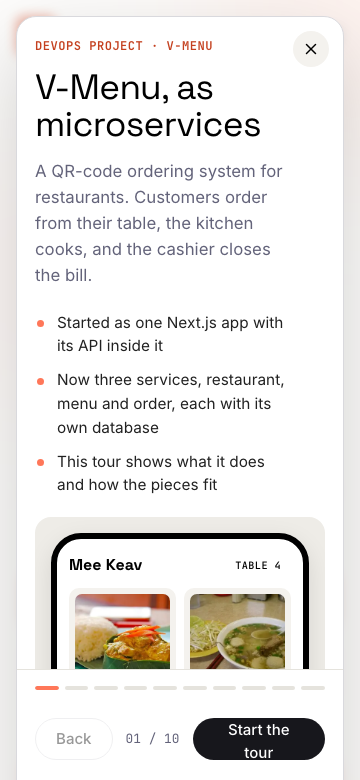 DEVOPS PROJECT · V-MENU
V-Menu, as
microservices
A QR-code ordering system for
restaurants. Customers order
from their table, the kitchen
cooks, and the cashier closes
the bill.
Started as one Next.js app with
its API inside it
Now three services, restaurant,
menu and order, each with its
own database
This tour shows what it does
and how the pieces fit
Mee Keav
TABLE 4
Back
01 / 10
Start the
tour